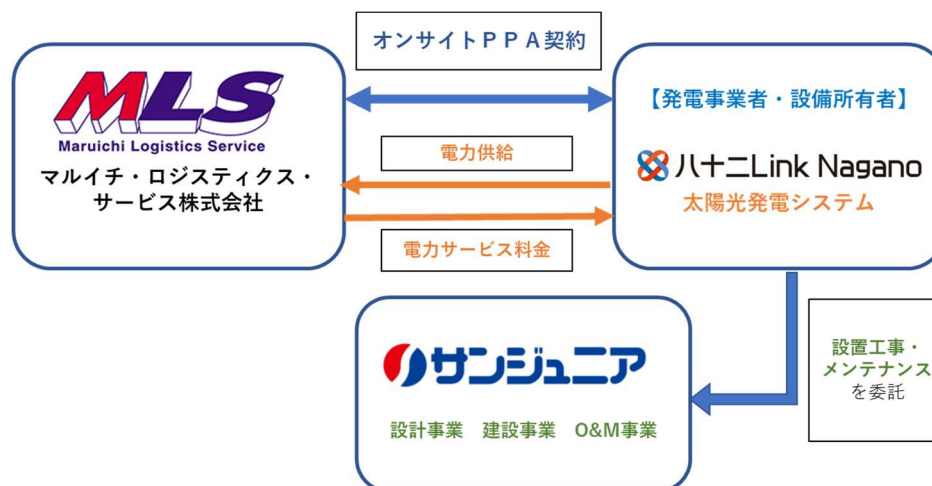 オンサイトＰＰＡ契約
MLS
Maruichi Logistics Service
マルイチ・ロジスティクス・
サービス株式会社
電力供給
電力サービス料金
【発電事業者・設備所有者】
八十二Link Nagano
太陽光発電システム
サンジュニア
設計事業 建設事業 O&M事業
設置工事・
メンテナンス
を委託